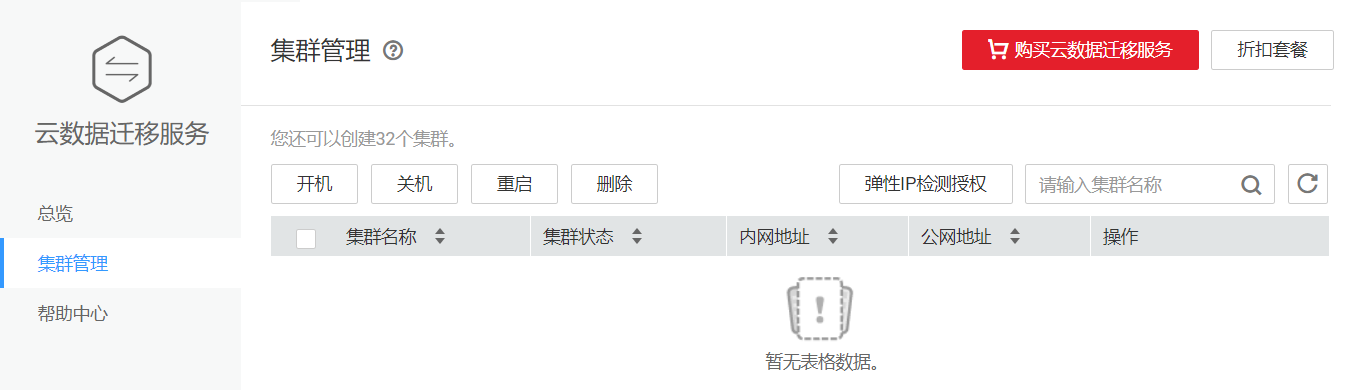 云数据迁移服务
总览
集群管理
帮助中心
集群管理 ?
购买云数据迁移服务 折扣套餐
您还可以创建32个集群。
开机 关机 重启 删除 弹性IP检测授权 请输入集群名称
集群名称 集群状态 内网地址 公网地址 操作
暂无表格数据。